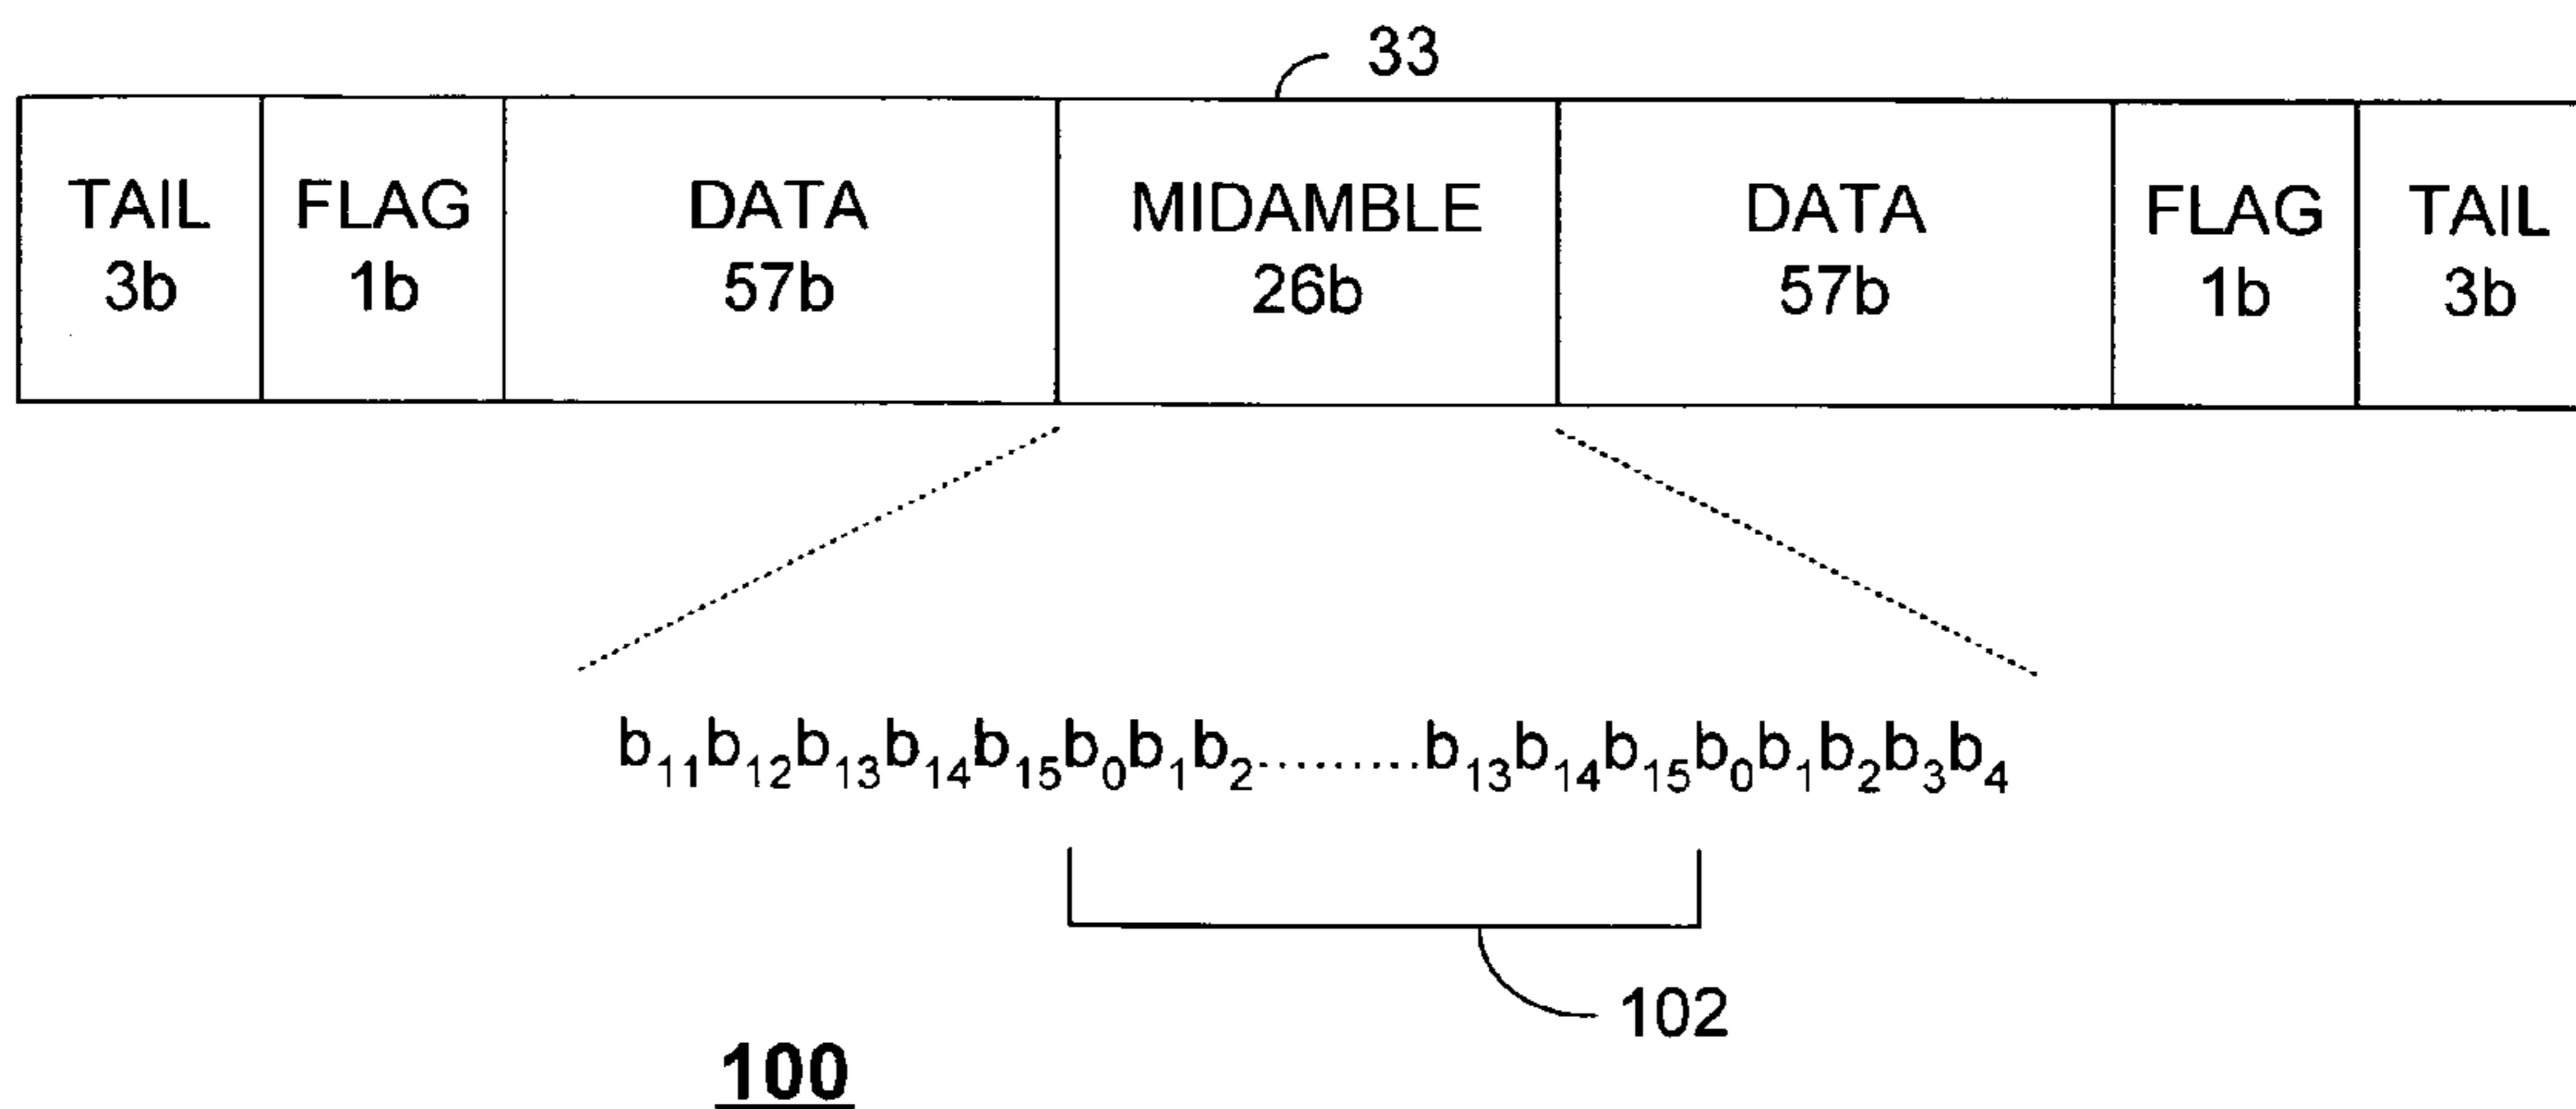 33
TAIL FLAG DATA MIDAMBLE DATA FLAG TAIL
3b 1b 57b 26b 57b 1b 3b
b₁₁b₁₂b₁₃b₁₄b₁₅b₀b₁b₂.........b₁₃b₁₄b₁₅b₀b₁b₂b₃b₄
102
100